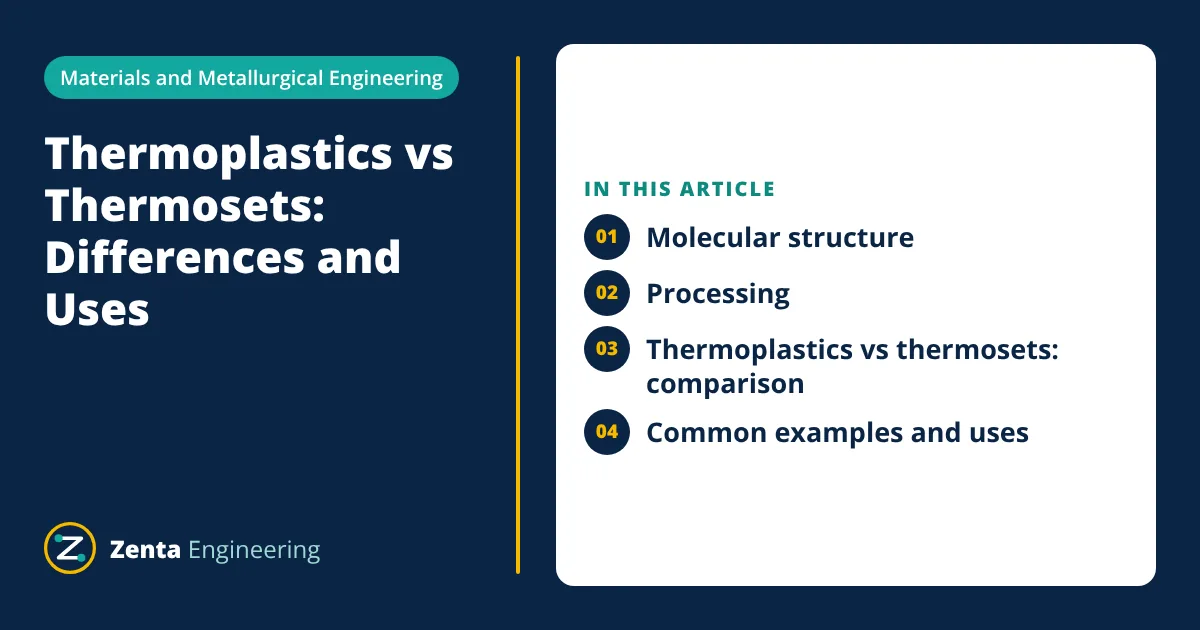 Materials and Metallurgical Engineering
Thermoplastics vs
Thermosets:
Differences and
Uses
Zenta Engineering
IN THIS ARTICLE
01 Molecular structure
02 Processing
03 Thermoplastics vs thermosets:
comparison
04 Common examples and uses